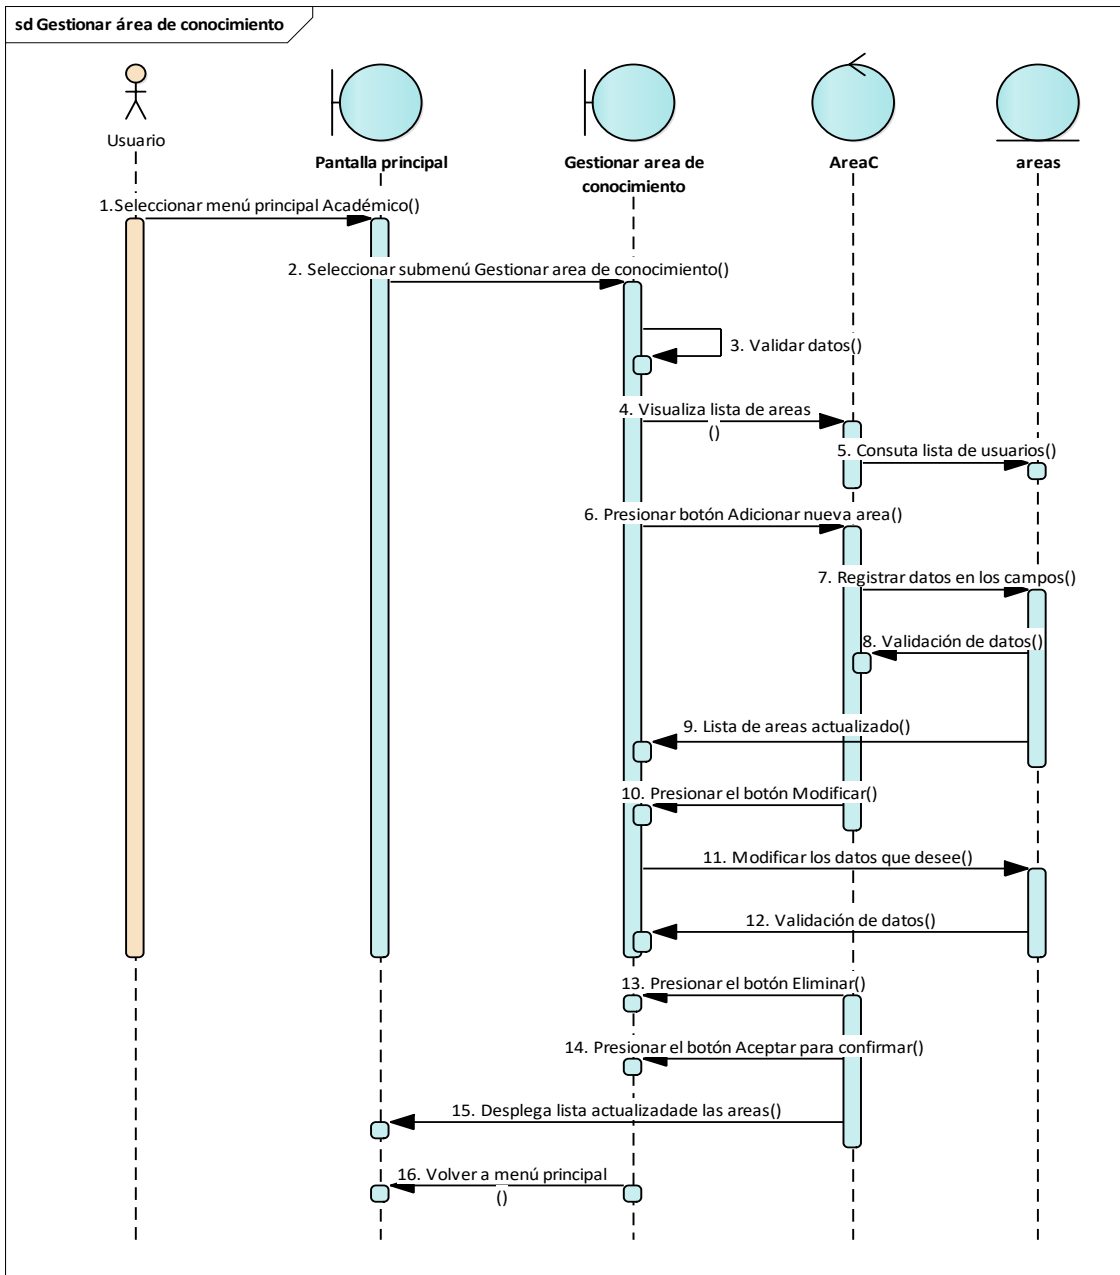 sd Gestionar área de conocimiento
Usuario
Pantalla principal
Gestionar area de
conocimiento
AreaC
areas
1.Seleccionar menú principal Académico()
2. Seleccionar submenú Gestionar area de conocimiento()
3. Validar datos()
4. Visualiza lista de areas
()
5. Consuta lista de usuarios()
6. Presionar botón Adicionar nueva area()
7. Registrar datos en los campos()
8. Validación de datos()
9. Lista de areas actualizado()
10. Presionar el botón Modificar()
11. Modificar los datos que desee()
12. Validación de datos()
13. Presionar el botón Eliminar()
14. Presionar el botón Aceptar para confirmar()
15. Desplega lista actualizadade las areas()
16. Volver a menú principal
()